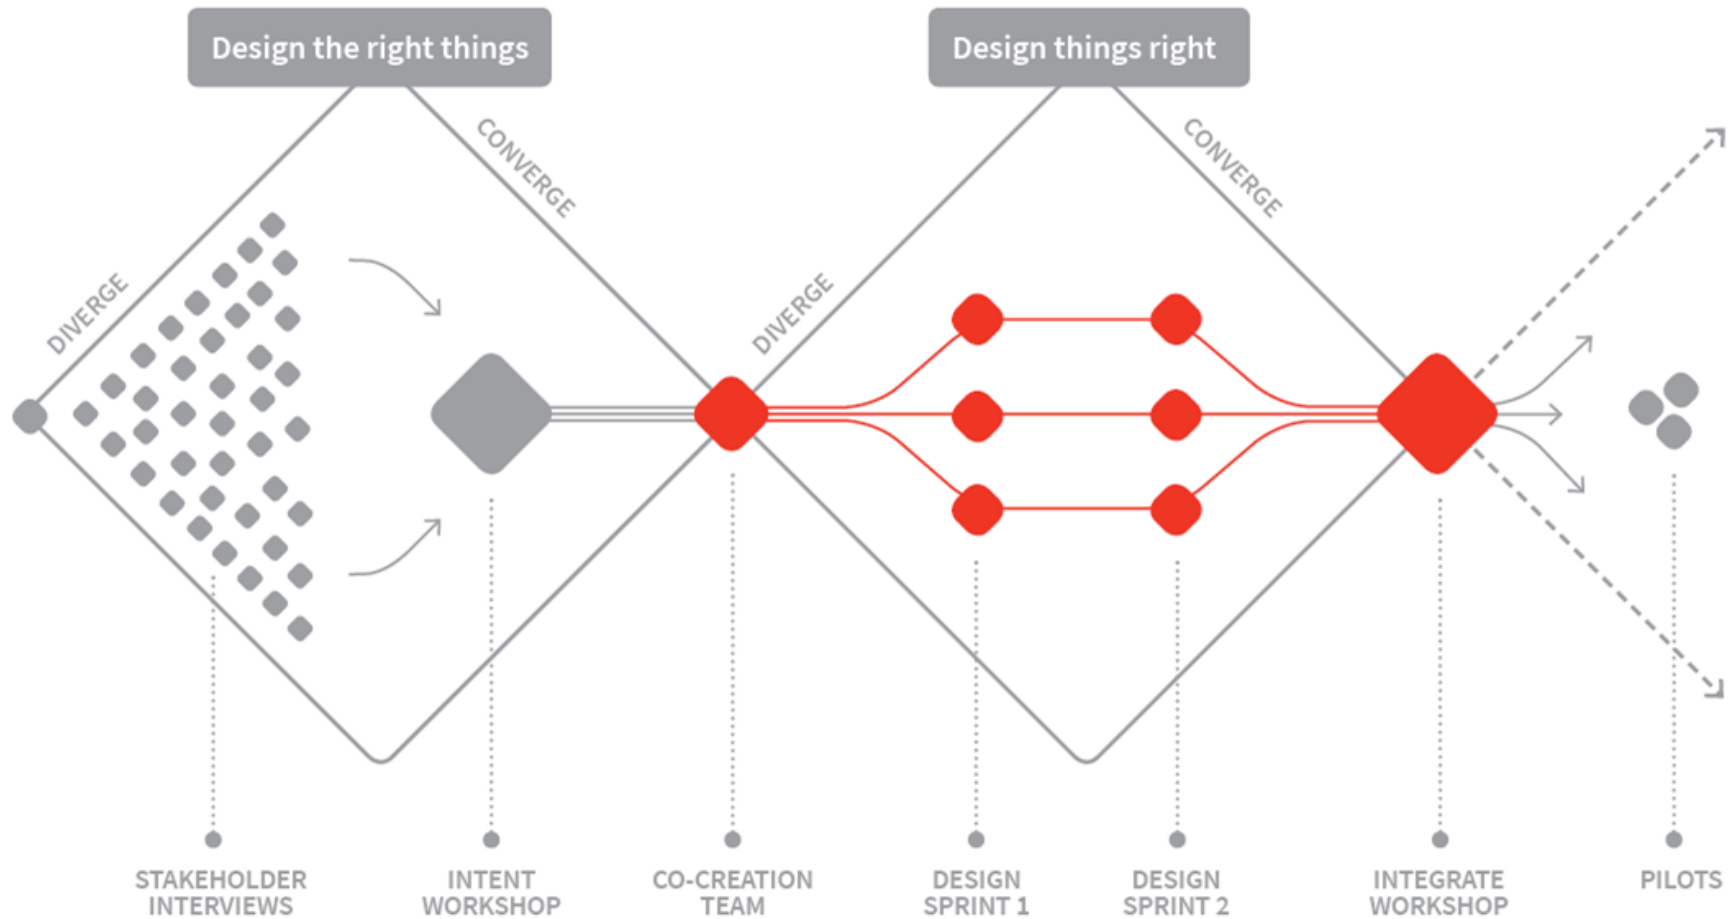 Design the right things
Design things right
DIVERGE
CONVERGE
DIVERGE
CONVERGE
STAKEHOLDER
INTERVIEWS
INTENT
WORKSHOP
CO-CREATION
TEAM
DESIGN
SPRINT 1
DESIGN
SPRINT 2
INTEGRATE
WORKSHOP
PILOTS